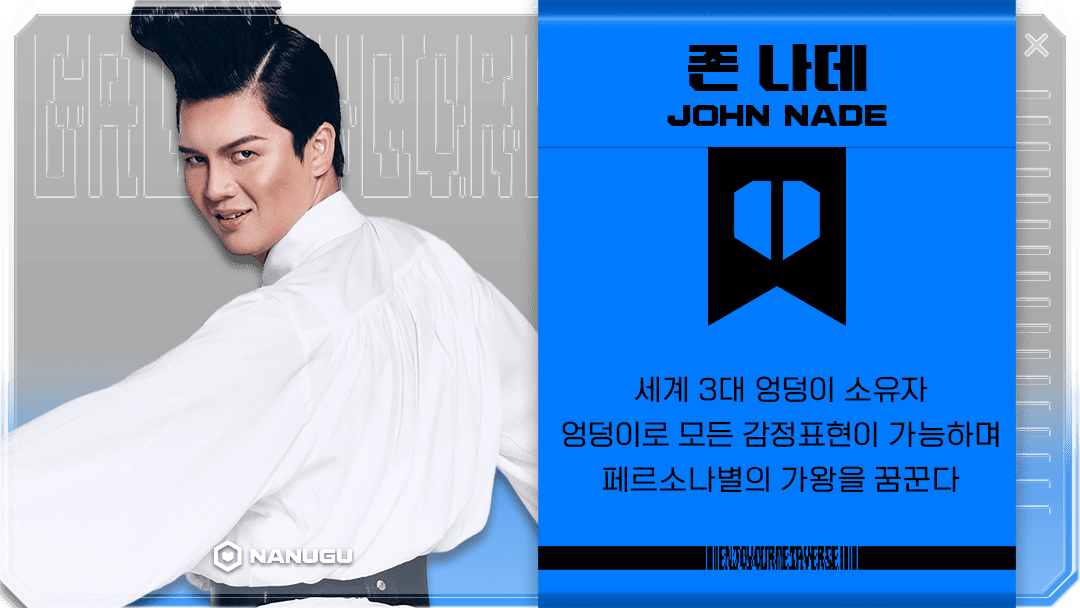 존 나데
JOHN NADE
세계 3대 엉덩이 소유자
엉덩이로 모든 감정표현이 가능하며
페르소나별의 가왕을 꿈꾼다
NANUGU
ENJOYYOURMETAVERSE